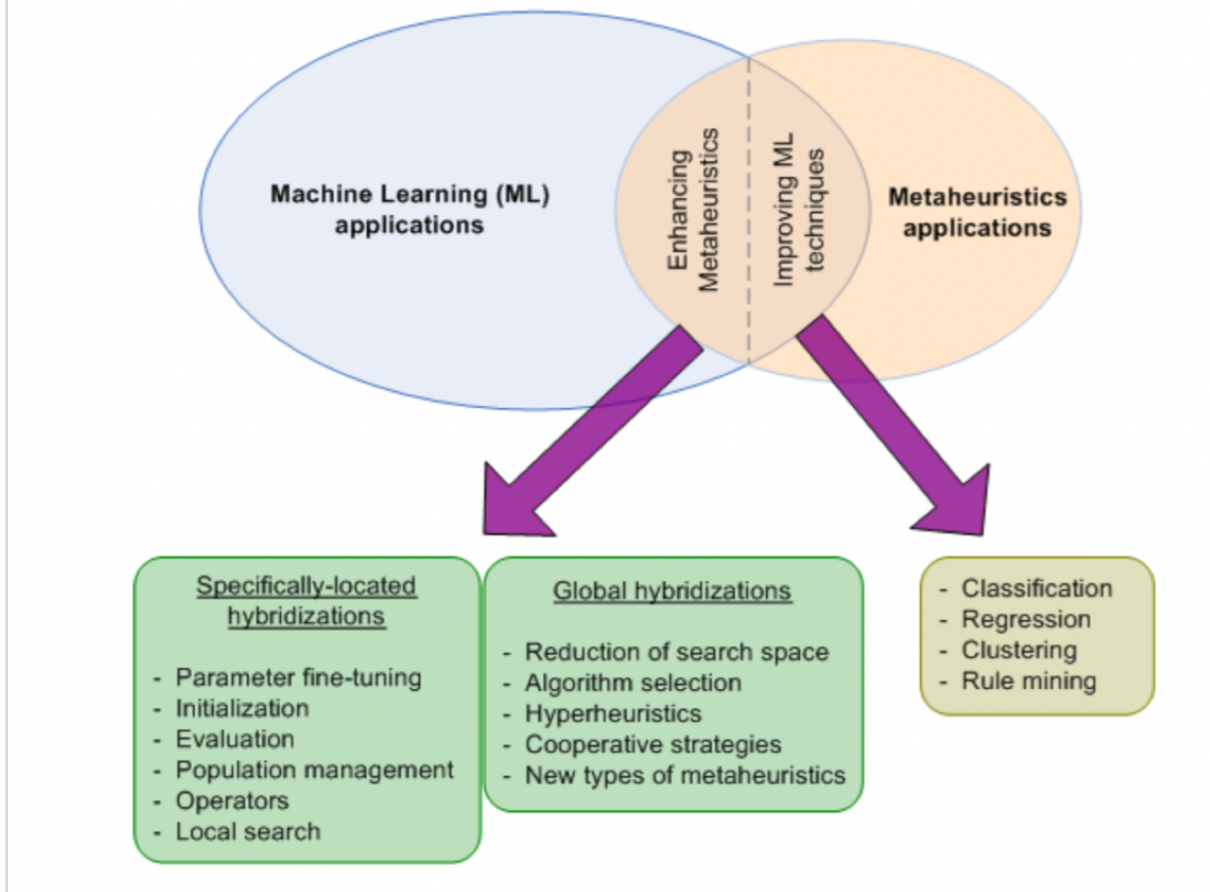 Machine Learning (ML)
applications
Enhancing
Metaheuristics
Improving ML
techniques
Metaheuristics
applications
Specifically-located
hybridizations
- Parameter fine-tuning
- Initialization
- Evaluation
- Population management
- Operators
- Local search
Global hybridizations
- Reduction of search space
- Algorithm selection
- Hyperheuristics
- Cooperative strategies
- New types of metaheuristics
- Classification
- Regression
- Clustering
- Rule mining